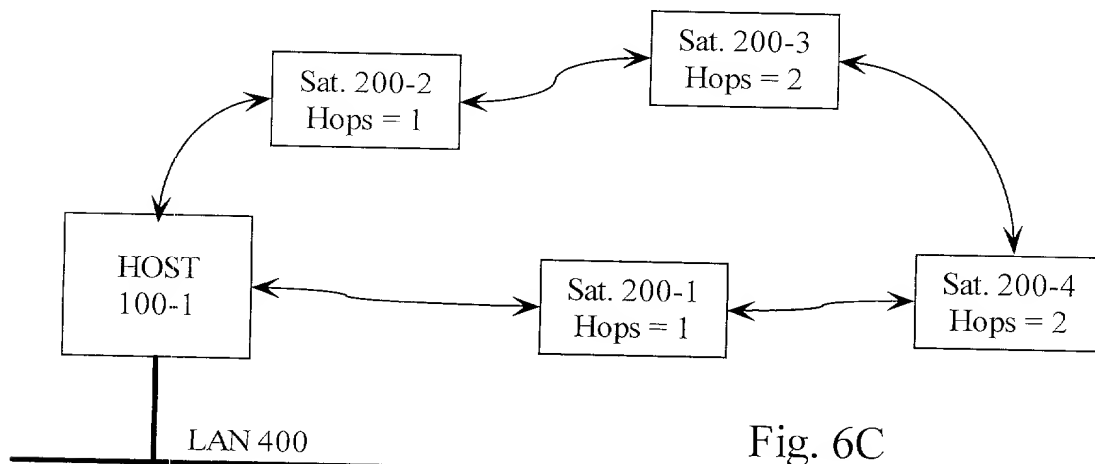 Sat. 200-3
Hops = 2
Sat. 200-2
Hops = 1
HOST
100-1
Sat. 200-1
Hops = 1
Sat. 200-4
Hops = 2
LAN 400
Fig. 6C